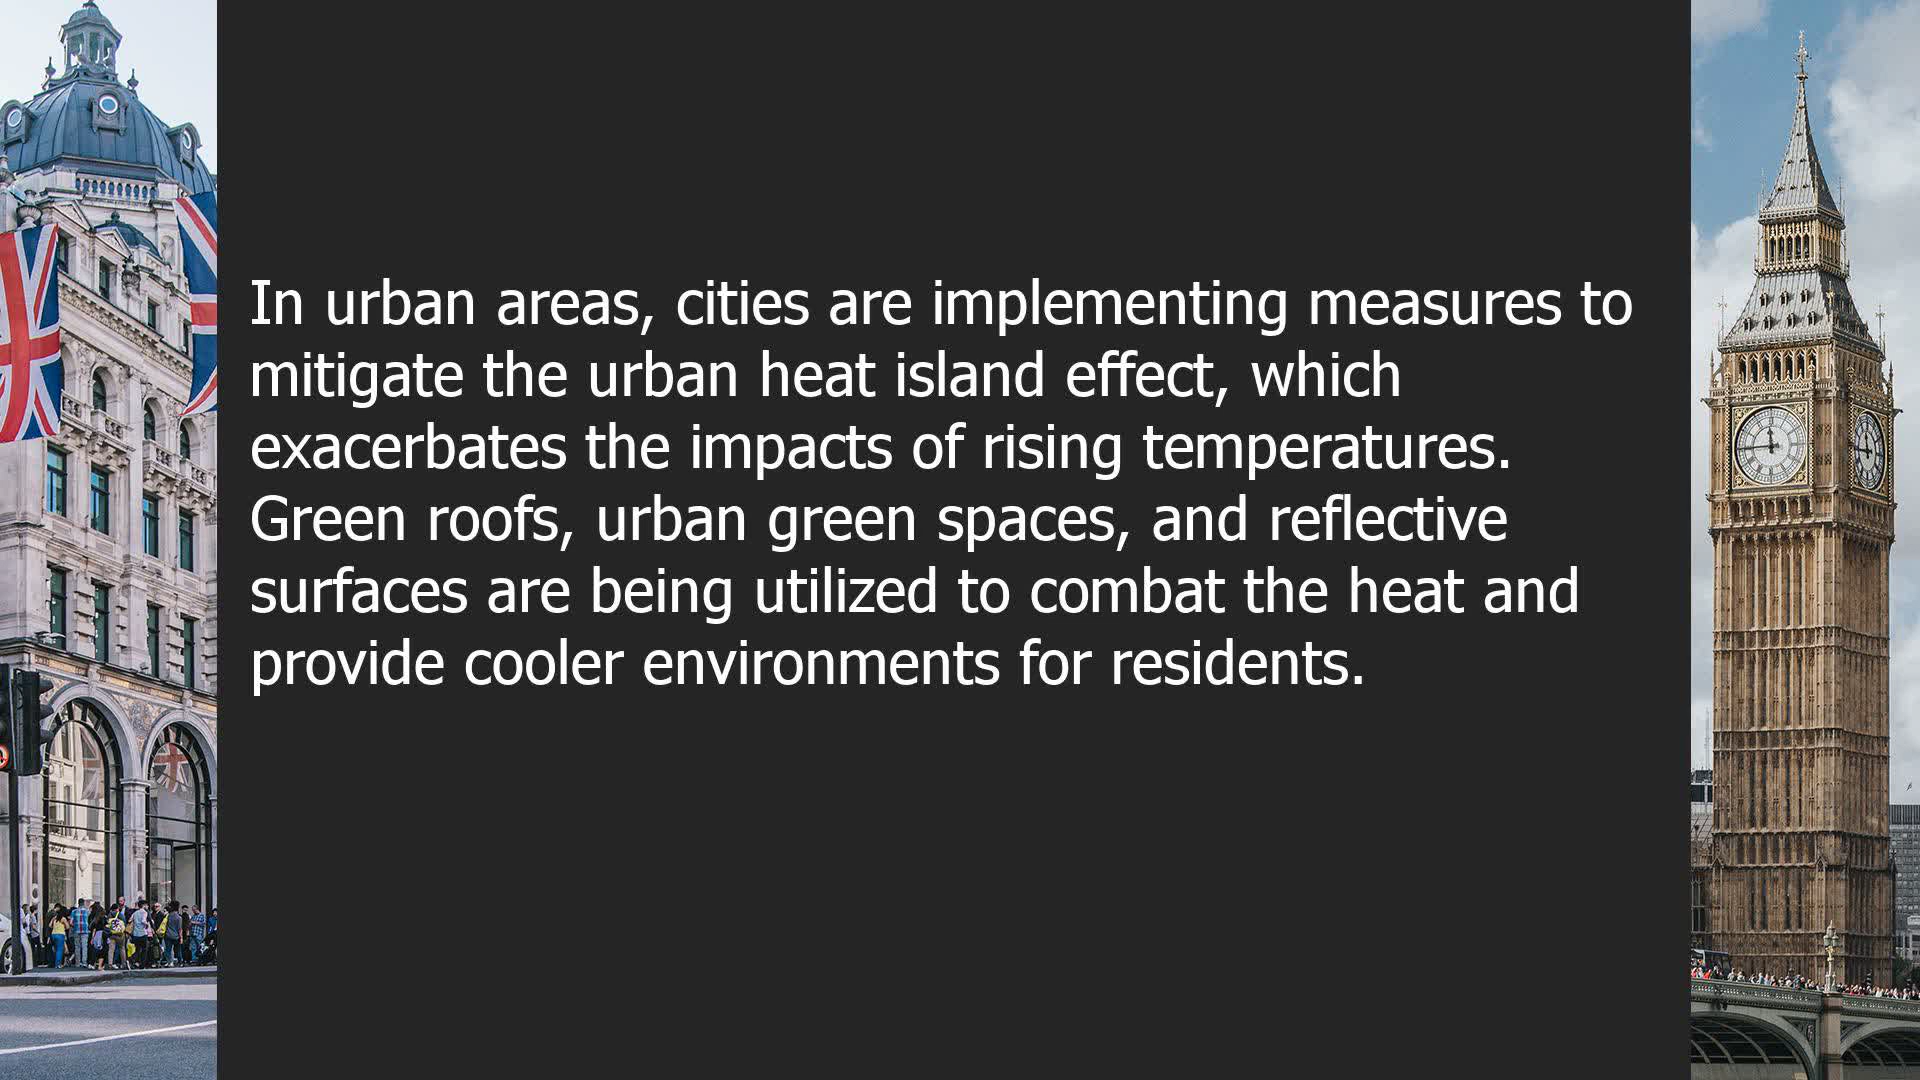 In urban areas, cities are implementing measures to
mitigate the urban heat island effect, which
exacerbates the impacts of rising temperatures.
Green roofs, urban green spaces, and reflective
surfaces are being utilized to combat the heat and
provide cooler environments for residents.